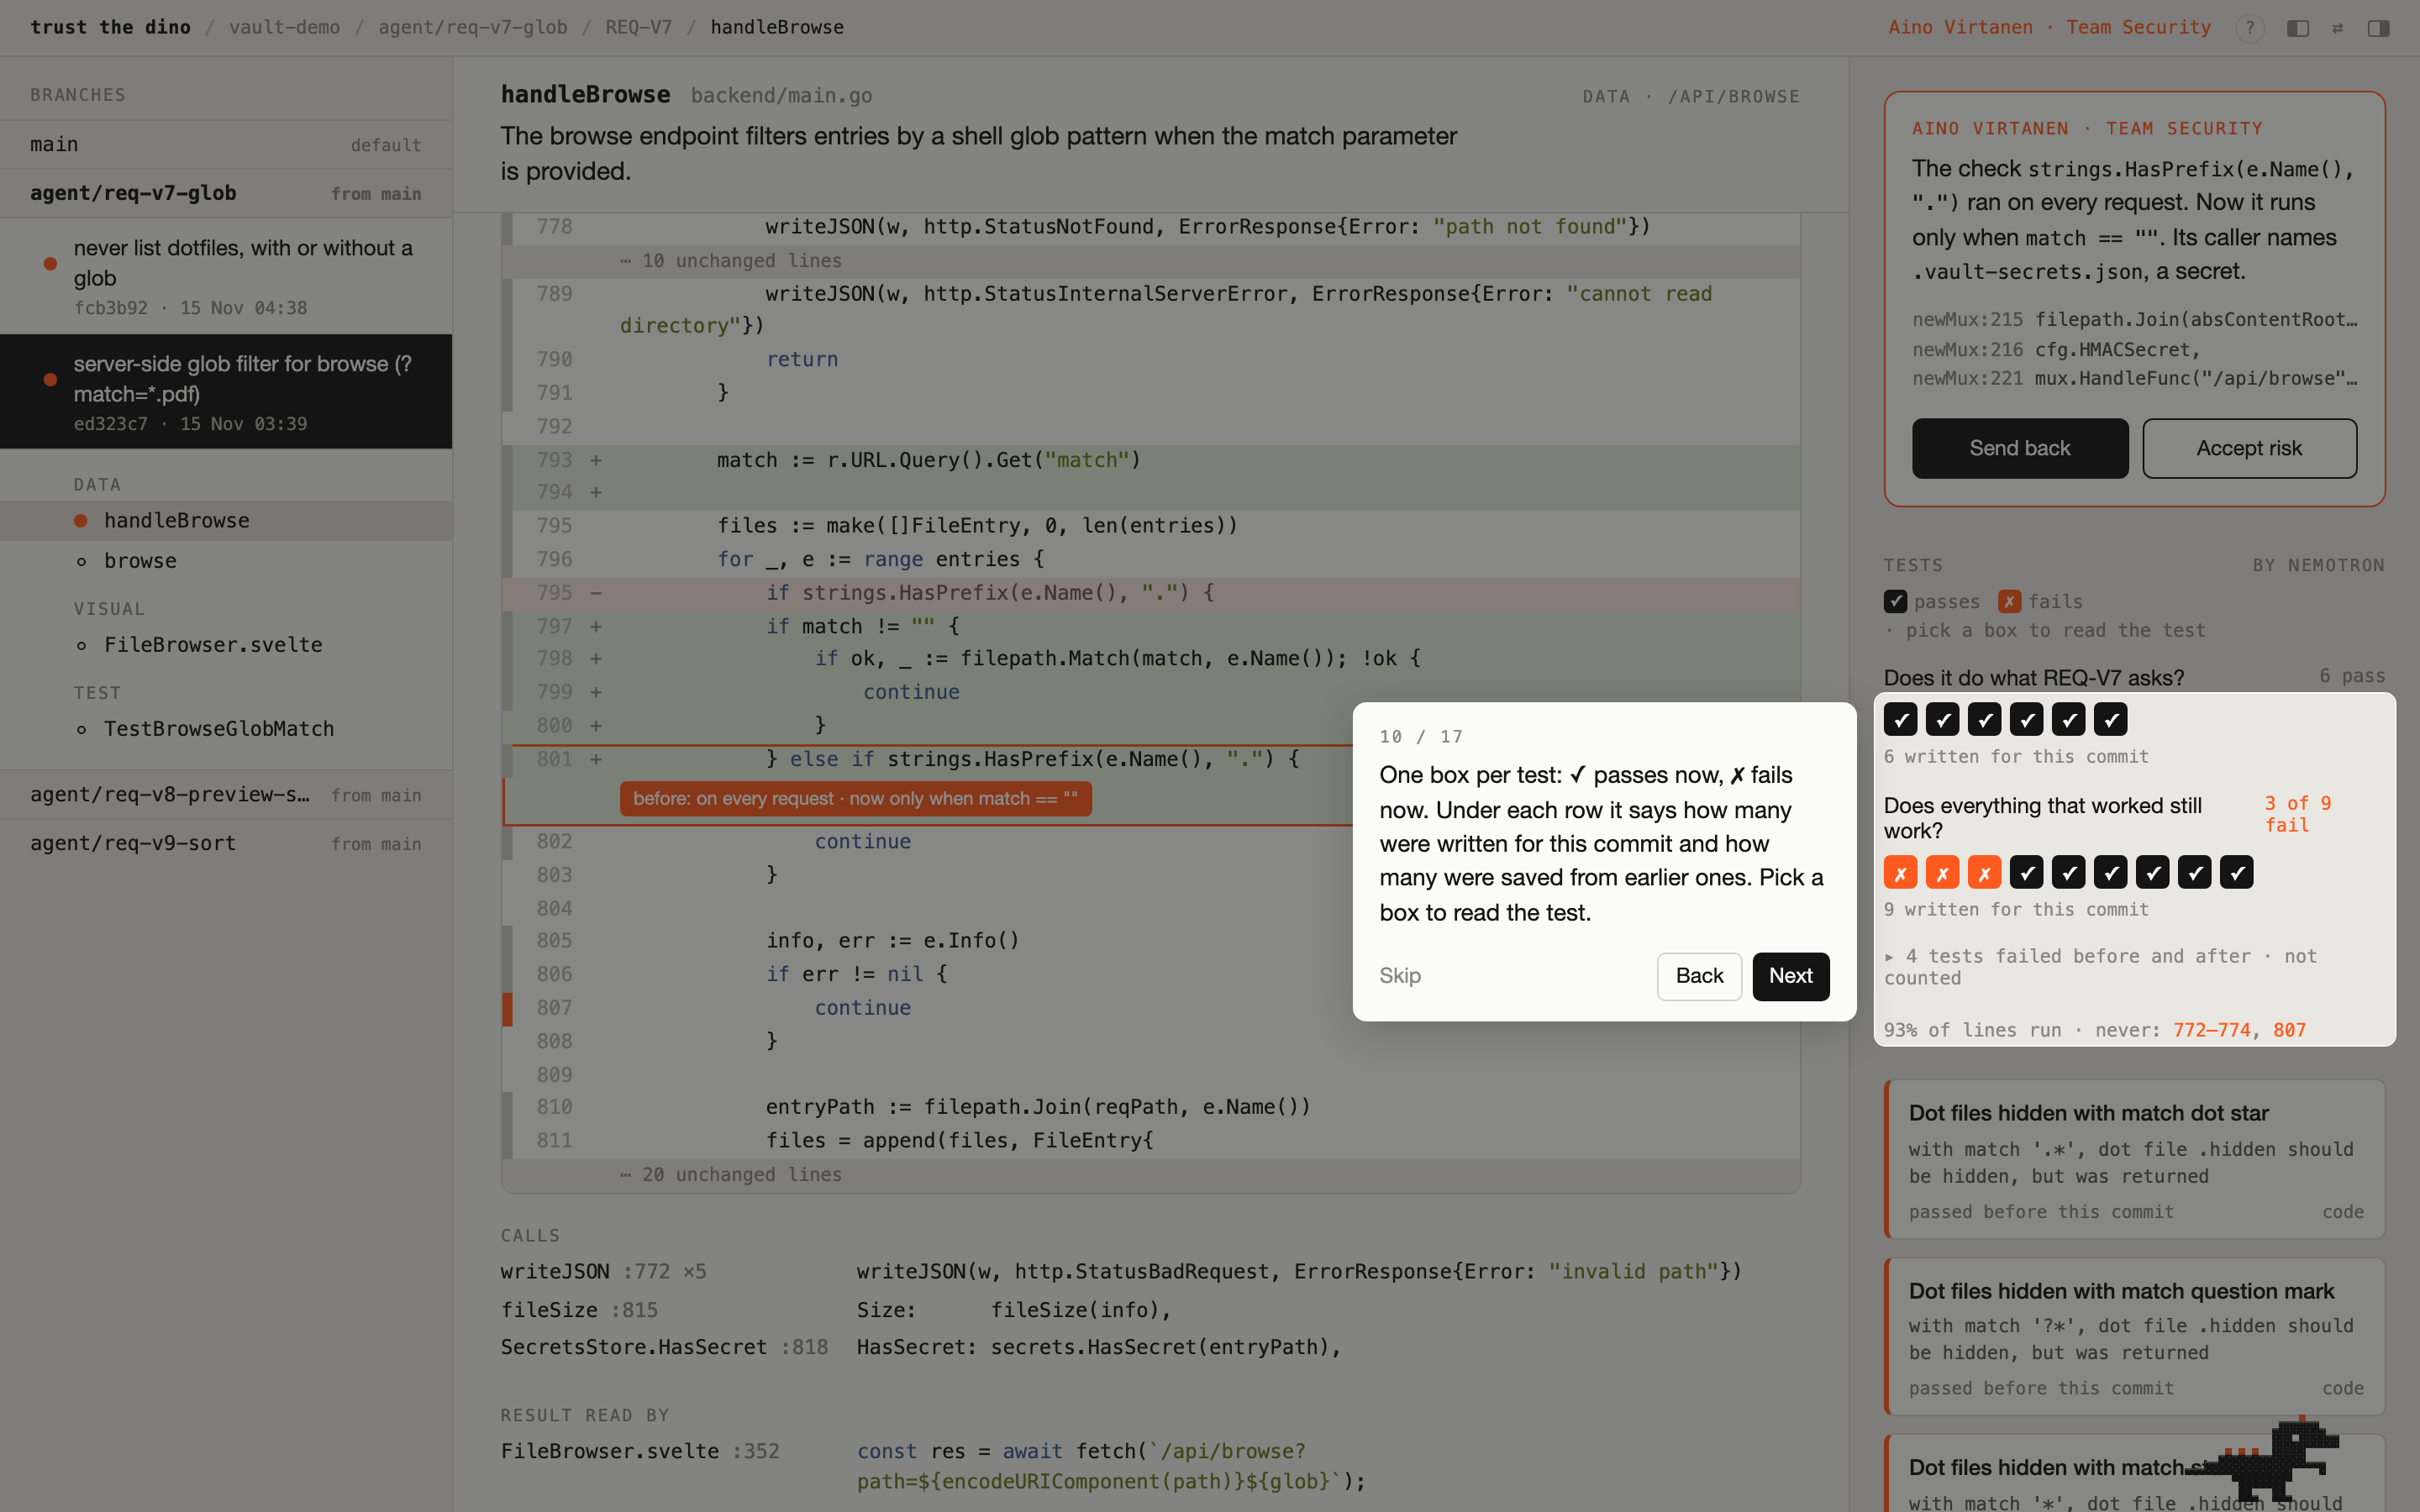 trust the dino / vault-demo / agent/req-v7-glob / REQ-V7 / handleBrowse
Aino Virtanen · Team Security ?
BRANCHES
main default
agent/req-v7-glob from main
never list dotfiles, with or without a
glob
fcb3b92 · 15 Nov 04:38
server-side glob filter for browse (?
match=*.pdf)
ed323c7 · 15 Nov 03:39
DATA
handleBrowse
browse
VISUAL
FileBrowser.svelte
TEST
TestBrowseGlobMatch
agent/req-v8-preview-s… from main
agent/req-v9-sort from main
handleBrowse backend/main.go
DATA · /API/BROWSE
The browse endpoint filters entries by a shell glob pattern when the match parameter
is provided.
778 writeJSON(w, http.StatusNotFound, ErrorResponse{Error: "path not found"})
⋯ 10 unchanged lines
789 writeJSON(w, http.StatusInternalServerError, ErrorResponse{Error: "cannot read
directory"})
790 return
791 }
792
793 + match := r.URL.Query().Get("match")
794 +
795 files := make([]FileEntry, 0, len(entries))
796 for _, e := range entries {
795 − if strings.HasPrefix(e.Name(), ".") {
797 + if match != "" {
798 + if ok, _ := filepath.Match(match, e.Name()); !ok {
799 + continue
800 + }
801 + } else if strings.HasPrefix(e.Name(), ".") {
before: on every request · now only when match == ""
802 continue
803 }
804
805 info, err := e.Info()
806 if err != nil {
807 continue
808 }
809
810 entryPath := filepath.Join(reqPath, e.Name())
811 files = append(files, FileEntry{
⋯ 20 unchanged lines
CALLS
writeJSON :772 ×5 writeJSON(w, http.StatusBadRequest, ErrorResponse{Error: "invalid path"})
fileSize :815 Size: fileSize(info),
SecretsStore.HasSecret :818 HasSecret: secrets.HasSecret(entryPath),
RESULT READ BY
FileBrowser.svelte :352 const res = await fetch(`/api/browse?
path=${encodeURIComponent(path)}${glob}`);
10 / 17
One box per test: ✓ passes now, ✗ fails
now. Under each row it says how many
were written for this commit and how
many were saved from earlier ones. Pick a
box to read the test.
Skip Back Next
AINO VIRTANEN · TEAM SECURITY
The check strings.HasPrefix(e.Name(),
".") ran on every request. Now it runs
only when match == "". Its caller names
.vault-secrets.json, a secret.
newMux:215 filepath.Join(absContentRoot…
newMux:216 cfg.HMACSecret,
newMux:221 mux.HandleFunc("/api/browse"…
Send back Accept risk
TESTS BY NEMOTRON
✓ passes ✗ fails
· pick a box to read the test
Does it do what REQ-V7 asks? 6 pass
✓ ✓ ✓ ✓ ✓ ✓
6 written for this commit
Does everything that worked still
work?
3 of 9
fail
✗ ✗ ✗ ✓ ✓ ✓ ✓ ✓ ✓
9 written for this commit
▸ 4 tests failed before and after · not
counted
93% of lines run · never: 772–774, 807
Dot files hidden with match dot star
with match '.*', dot file .hidden should
be hidden, but was returned
passed before this commit code
Dot files hidden with match question mark
with match '?*', dot file .hidden should
be hidden, but was returned
passed before this commit code
Dot files hidden with match
with match '*', dot file .hidden should